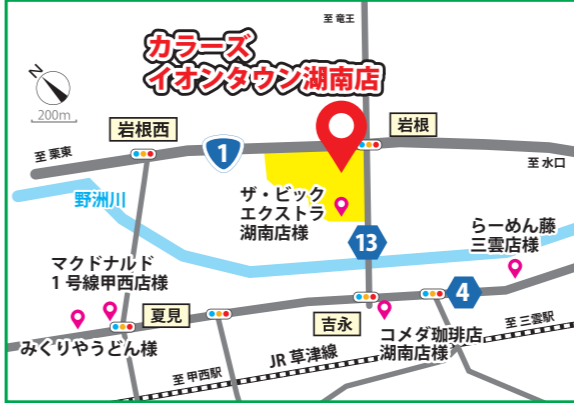 至 竜王
カラーズ
イオンタウン湖南店
N
200m
岩根西
岩根
至 栗東
1
至 水口
野洲川
ザ・ビック
エクストラ
湖南店様
13
らーめん藤
三雲店様
マクドナルド
1号線甲西店様
4
夏見
吉永
みくりやうどん様
コメダ珈琲店
湖南店様
至 三雲駅
JR 草津線
至 甲西駅